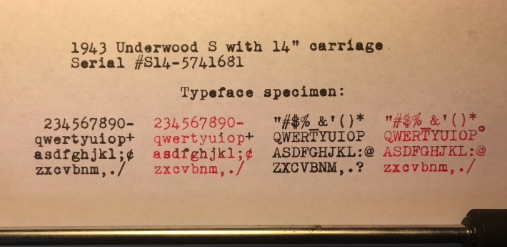 1943 Underwood S with 14" carriage
Serial #S14-5741681
Typeface specimen:
234567890- 234567890- "#$%_&'()* "#$%_&'()*
qwertyuiop+ qwertyuiop+ QWERTYUIOP QWERTYUIOP°
asdfghjkl;¢ asdfghjkl;¢ ASDFGHJKL:@ ASDFGHJKL:@
zxcvbnm,./ zxcvbnm,./ ZXCVBNM,.? zxcvbnm,./